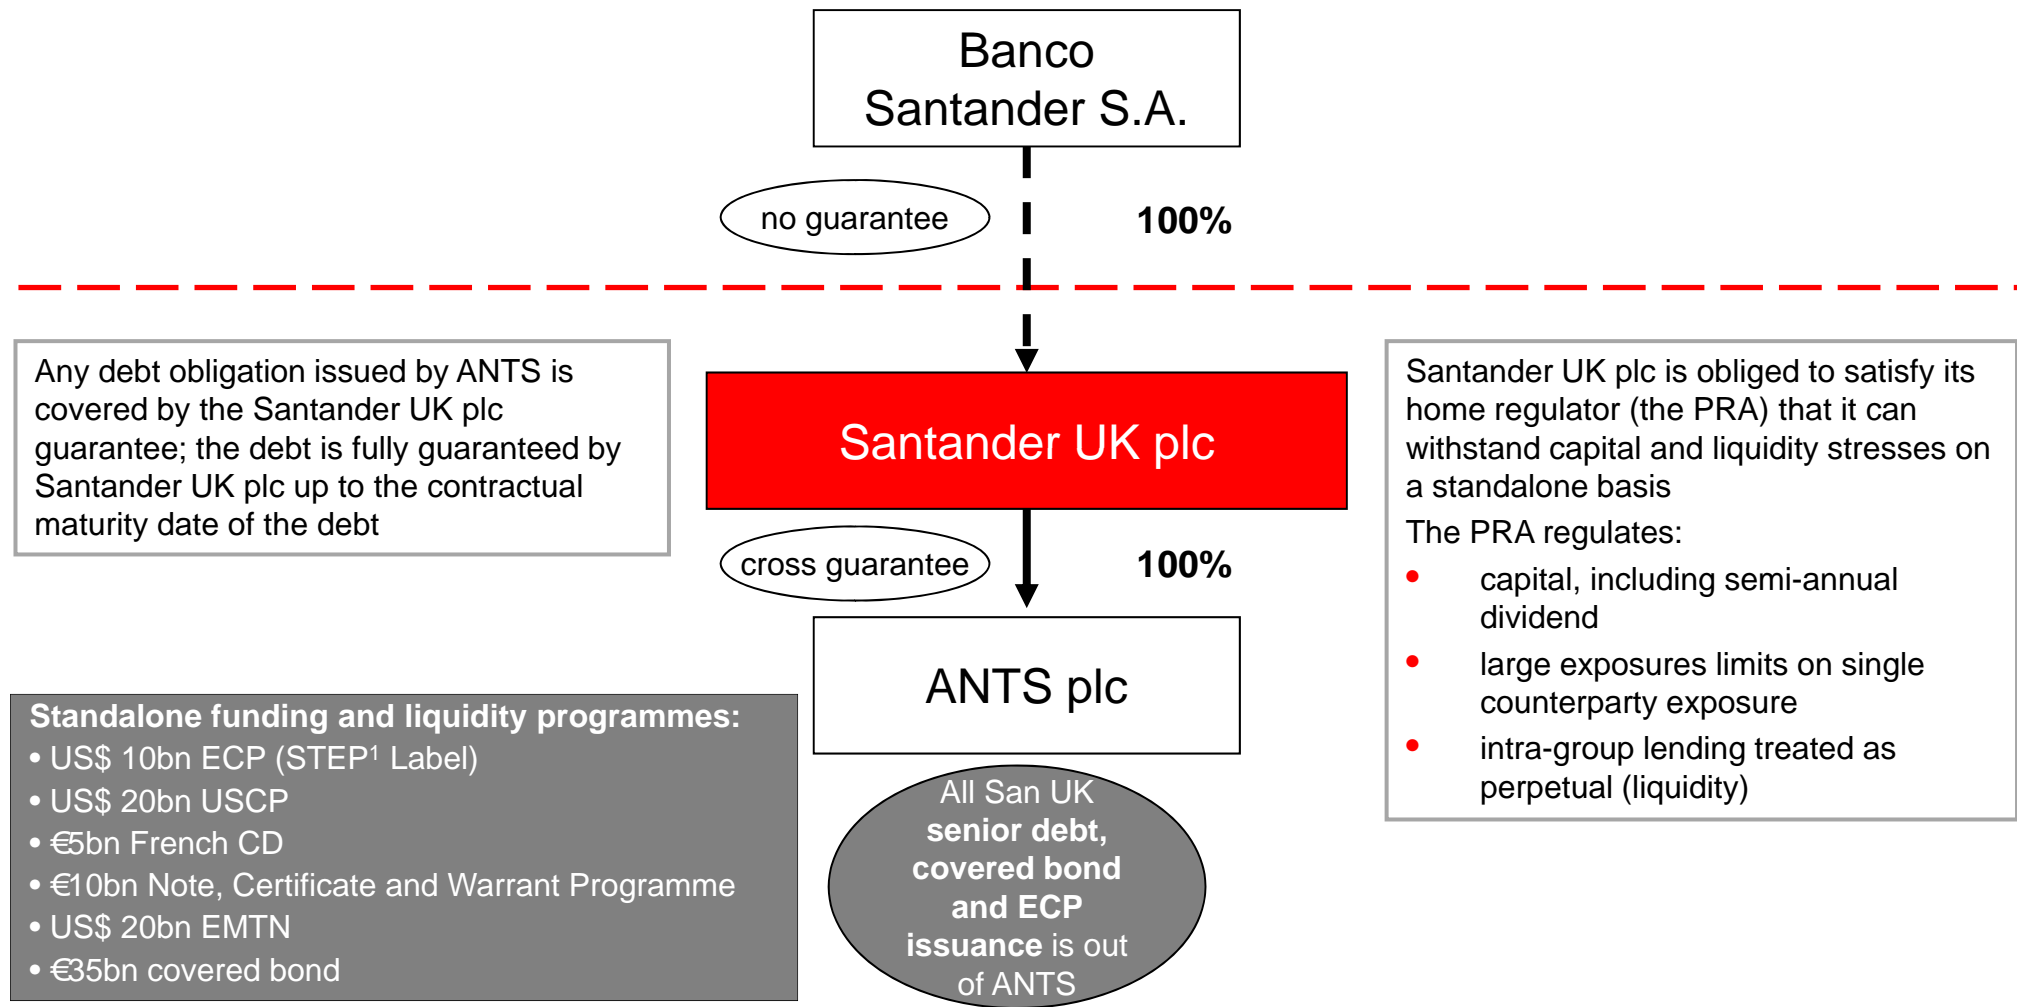 Banco
Santander S.A.
no guarantee
100%
Any debt obligation issued by ANTS is
covered by the Santander UK plc
guarantee; the debt is fully guaranteed by
Santander UK plc up to the contractual
maturity date of the debt
Santander UK plc
Santander UK plc is obliged to satisfy its
home regulator (the PRA) that it can
withstand capital and liquidity stresses on
a standalone basis
The PRA regulates:
• capital, including semi-annual
dividend
• large exposures limits on single
counterparty exposure
• intra-group lending treated as
perpetual (liquidity)
cross guarantee
100%
ANTS plc
Standalone funding and liquidity programmes:
• US$ 10bn ECP (STEP¹ Label)
• US$ 20bn USCP
• €5bn French CD
• €10bn Note, Certificate and Warrant Programme
• US$ 20bn EMTN
• €35bn covered bond
All San UK
senior debt,
covered bond
and ECP
issuance is out
of ANTS